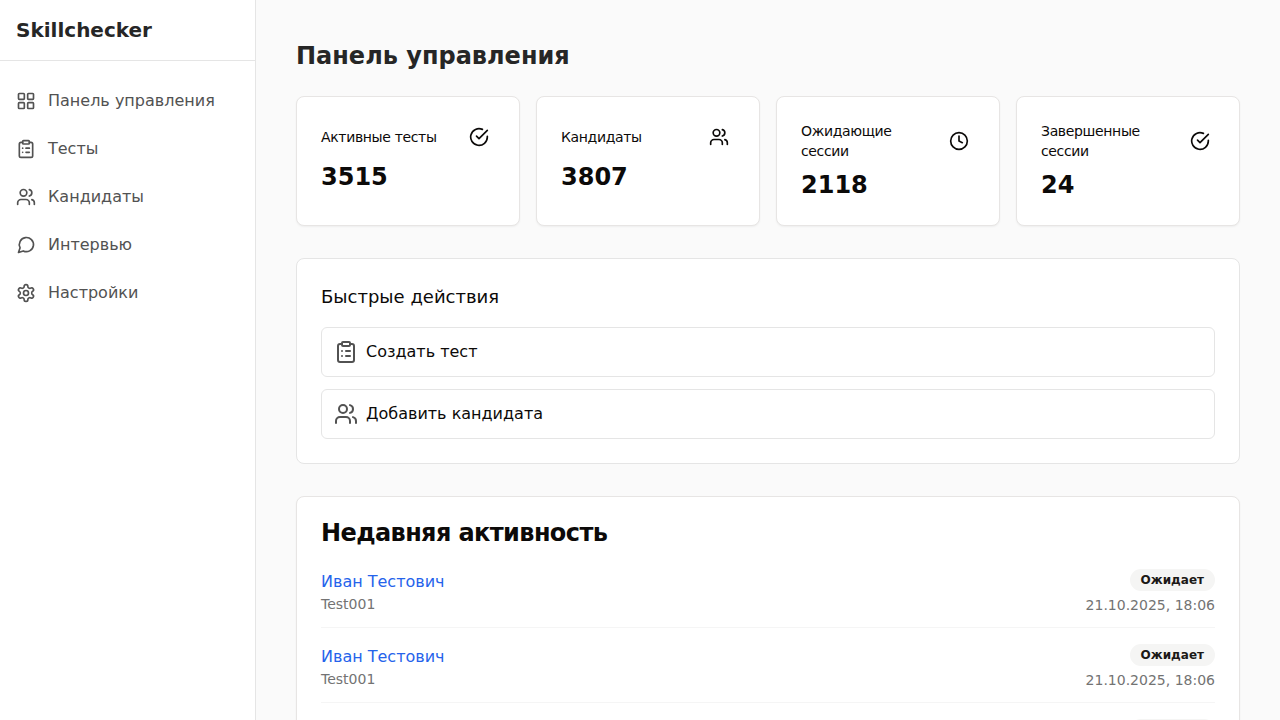 Skillchecker
Панель управления
Тесты
Кандидаты
Интервью
Настройки
Панель управления
Активные тесты
3515
Кандидаты
3807
Ожидающие
сессии
2118
Завершенные
сессии
24
Быстрые действия
Создать тест
Добавить кандидата
Недавняя активность
Иван Тестович
Test001
Ожидает
21.10.2025, 18:06
Иван Тестович
Test001
Ожидает
21.10.2025, 18:06